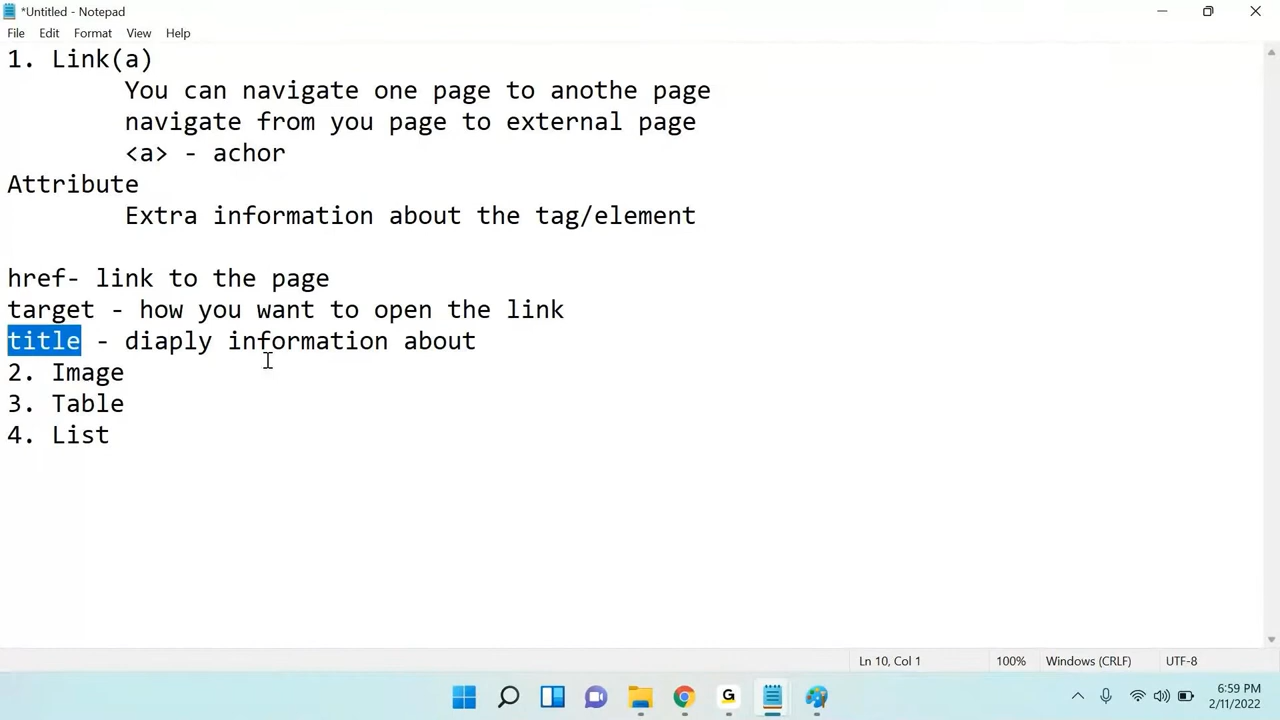 *Untitled - Notepad
File Edit Format View Help
1. Link(a)
You can navigate one page to anothe page
navigate from you page to external page
<a> - achor
Attribute
Extra information about the tag/element
href- link to the page
target - how you want to open the link
title - diaply information about
2. Image
3. Table
4. List
Ln 10, Col 1 100% Windows (CRLF) UTF-8
G
6:59 PM
2/11/2022